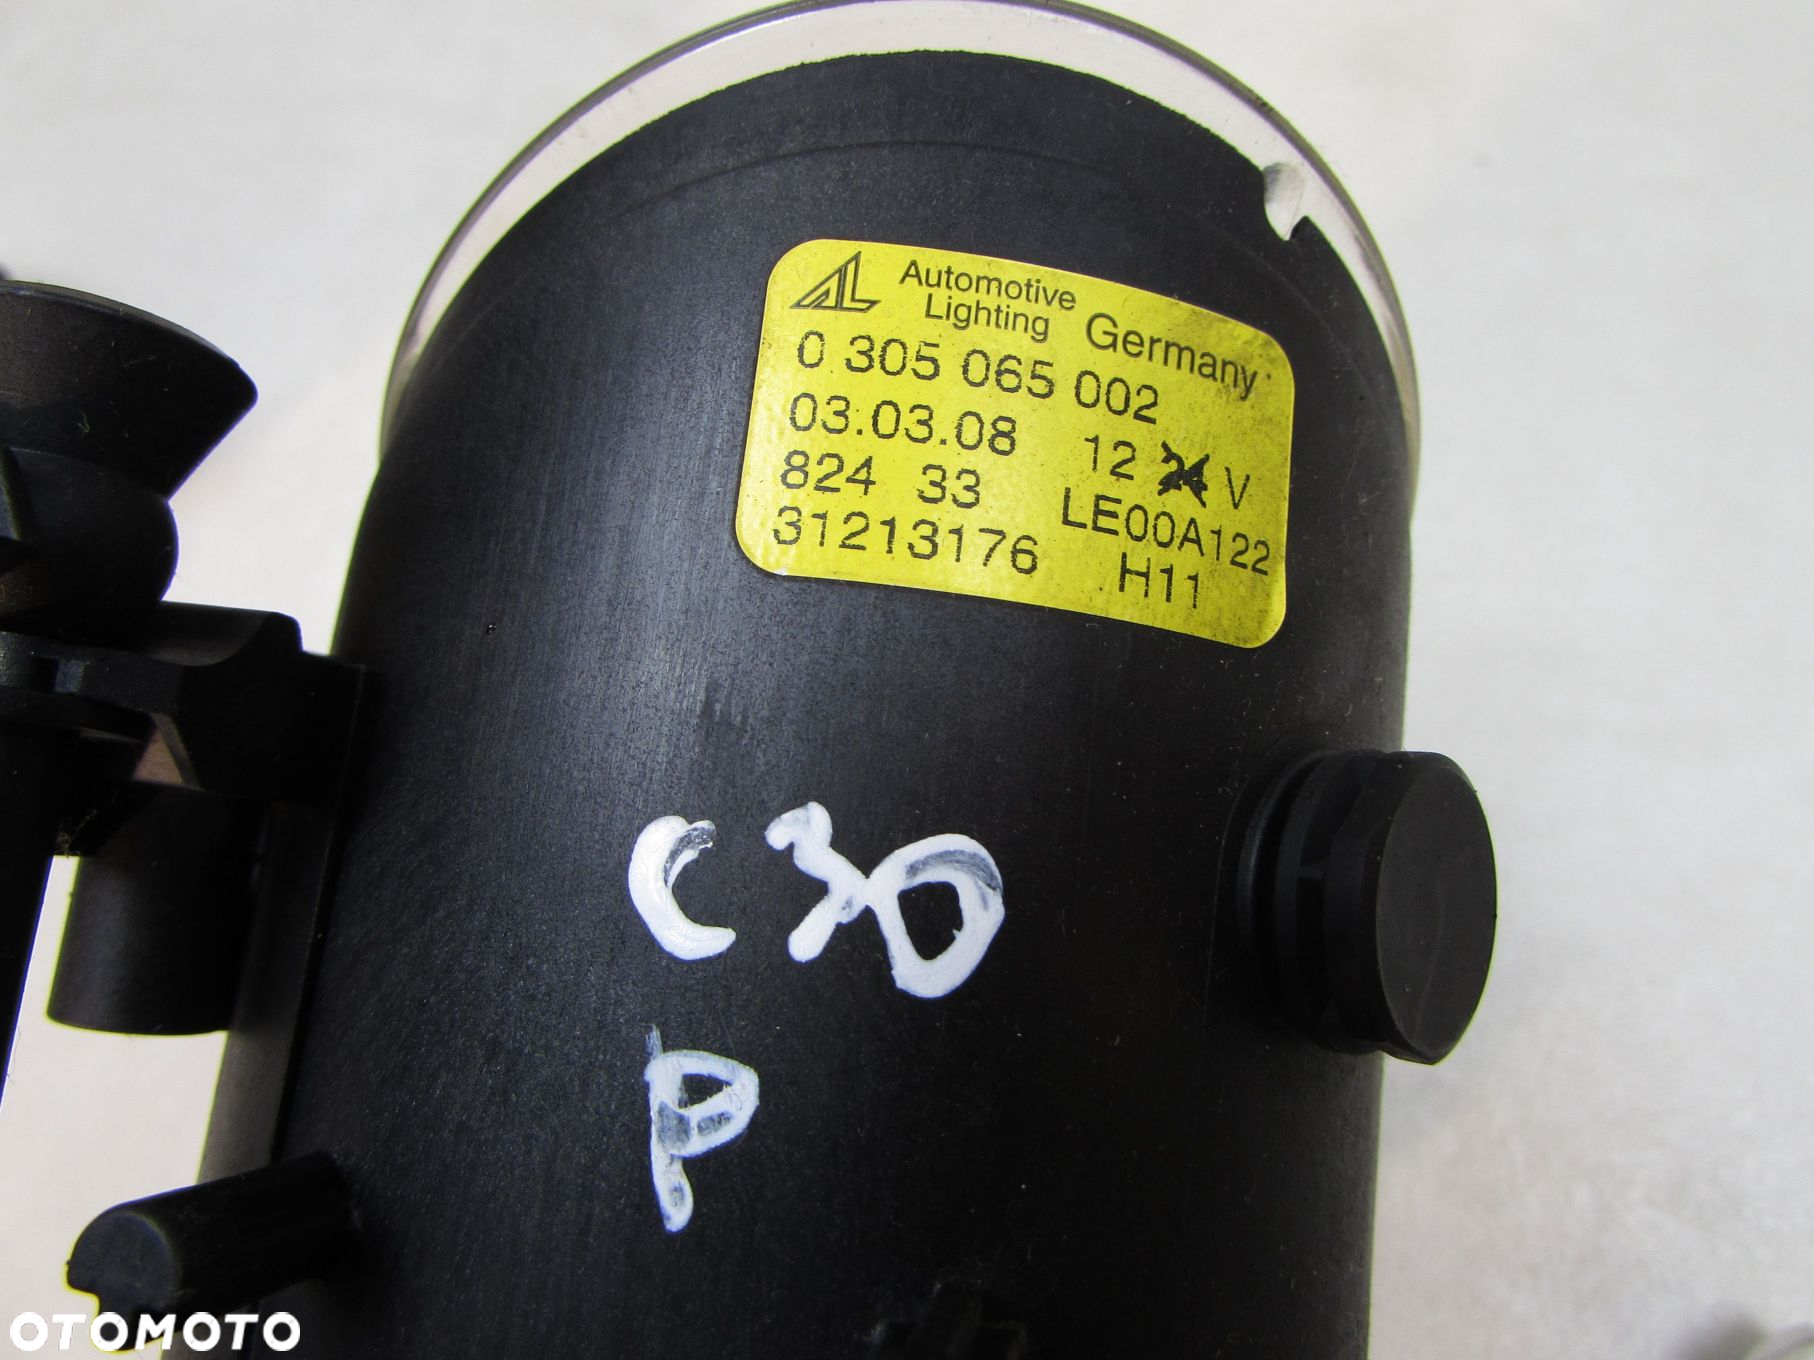 AL Automotive
Lighting Germany
0 305 065 002
03.03.08 12 24 V
824 33 LE00A122
31213176 H11
C30
P
OTOMOTO